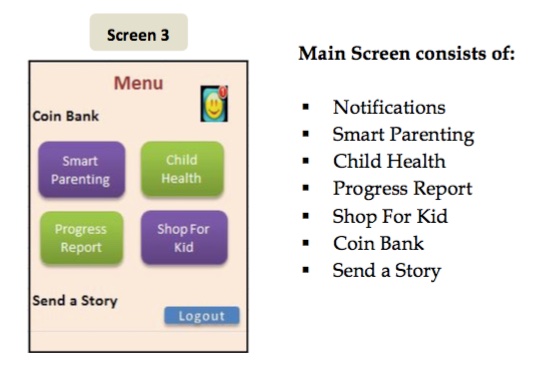 Screen 3
Menu
Coin Bank
Smart
Parenting
Child
Health
Progress
Report
Shop For
Kid
Send a Story
Logout
Main Screen consists of:
▪ Notifications
▪ Smart Parenting
▪ Child Health
▪ Progress Report
▪ Shop For Kid
▪ Coin Bank
▪ Send a Story